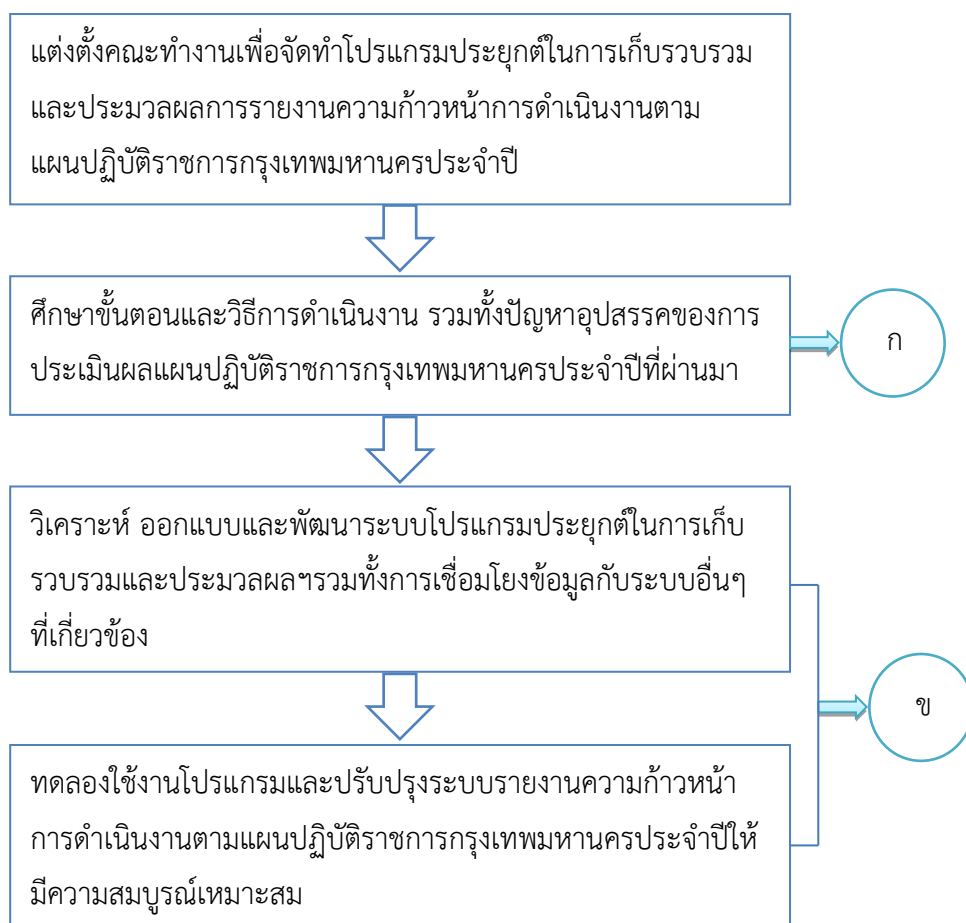 แต่งตั้งคณะทำงานเพื่อจัดทำโปรแกรมประยุกต์ในการเก็บรวบรวม
และประมวลผลการรายงานความก้าวหน้าการดำเนินงานตาม
แผนปฏิบัติราชการกรุงเทพมหานครประจำปี
ศึกษาขั้นตอนและวิธีการดำเนินงาน รวมทั้งปัญหาอุปสรรคของการ
ประเมินผลแผนปฏิบัติราชการกรุงเทพมหานครประจำปีที่ผ่านมา
ก
วิเคราะห์ ออกแบบและพัฒนาระบบโปรแกรมประยุกต์ในการเก็บ
รวบรวมและประมวลผลฯรวมทั้งการเชื่อมโยงข้อมูลกับระบบอื่นๆ
ที่เกี่ยวข้อง
ข
ทดลองใช้งานโปรแกรมและปรับปรุงระบบรายงานความก้าวหน้า
การดำเนินงานตามแผนปฏิบัติราชการกรุงเทพมหานครประจำปีให้
มีความสมบูรณ์เหมาะสม